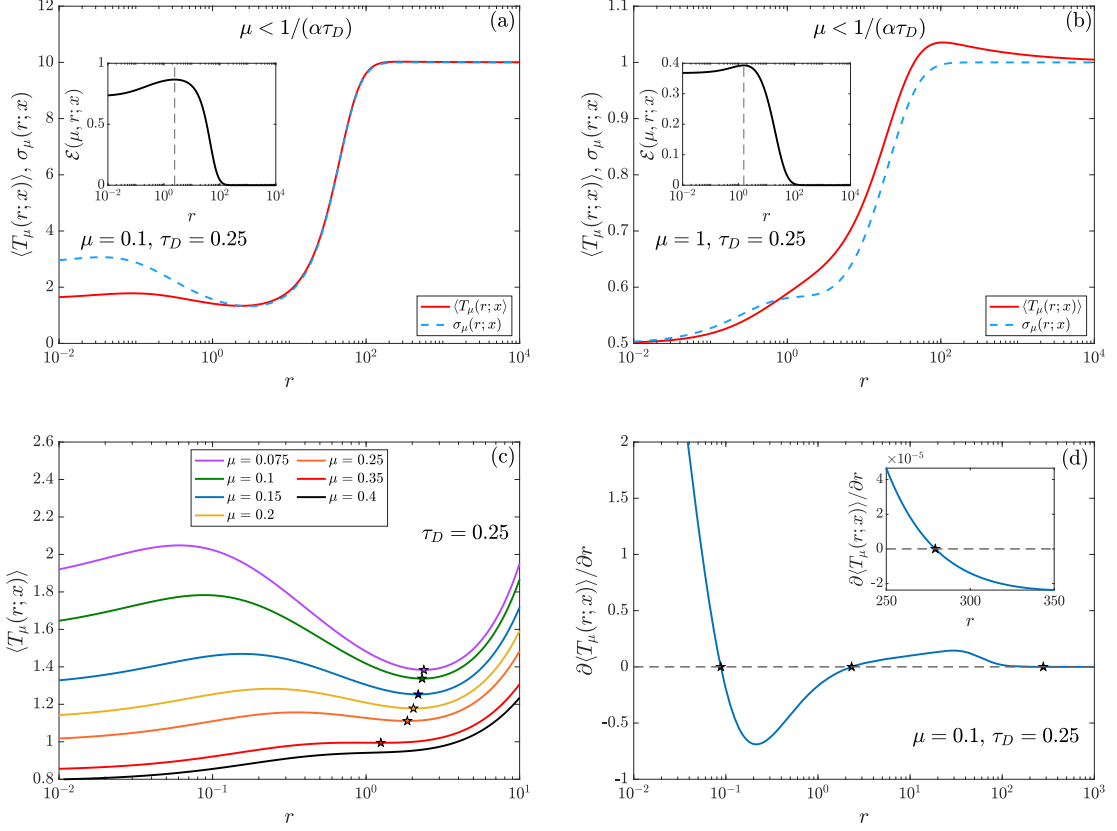 (a)
μ < 1/(ατ_D)
⟨T_μ(r; x)⟩, σ_μ(r; x)
12
10
8
6
4
2
0
10^-2
10^0
10^2
10^4
r
E(μ, r; x)
1
0.5
0
10^-2
10^0
10^2
10^4
r
μ = 0.1, τ_D = 0.25
⟨T_μ(r; x)⟩
σ_μ(r; x)
(b)
μ < 1/(ατ_D)
⟨T_μ(r; x)⟩, σ_μ(r; x)
1.1
1
0.9
0.8
0.7
0.6
0.5
10^-2
10^0
10^2
10^4
r
E(μ, r; x)
0.4
0.3
0.2
0.1
0
10^-2
10^0
10^2
10^4
r
μ = 1, τ_D = 0.25
⟨T_μ(r; x)⟩
σ_μ(r; x)
(c)
⟨T_μ(r; x)⟩
2.6
2.4
2.2
2
1.8
1.6
1.4
1.2
1
0.8
10^-2
10^-1
10^0
10^1
r
μ = 0.075
μ = 0.1
μ = 0.15
μ = 0.2
μ = 0.25
μ = 0.35
μ = 0.4
τ_D = 0.25
(d)
∂⟨T_μ(r; x)⟩/∂r
2
1.5
1
0.5
0
-0.5
-1
10^-2
10^-1
10^0
10^1
10^2
10^3
r
×10^-5
∂⟨T_μ(r; x)⟩/∂r
4
2
0
-2
250
300
350
r
μ = 0.1, τ_D = 0.25